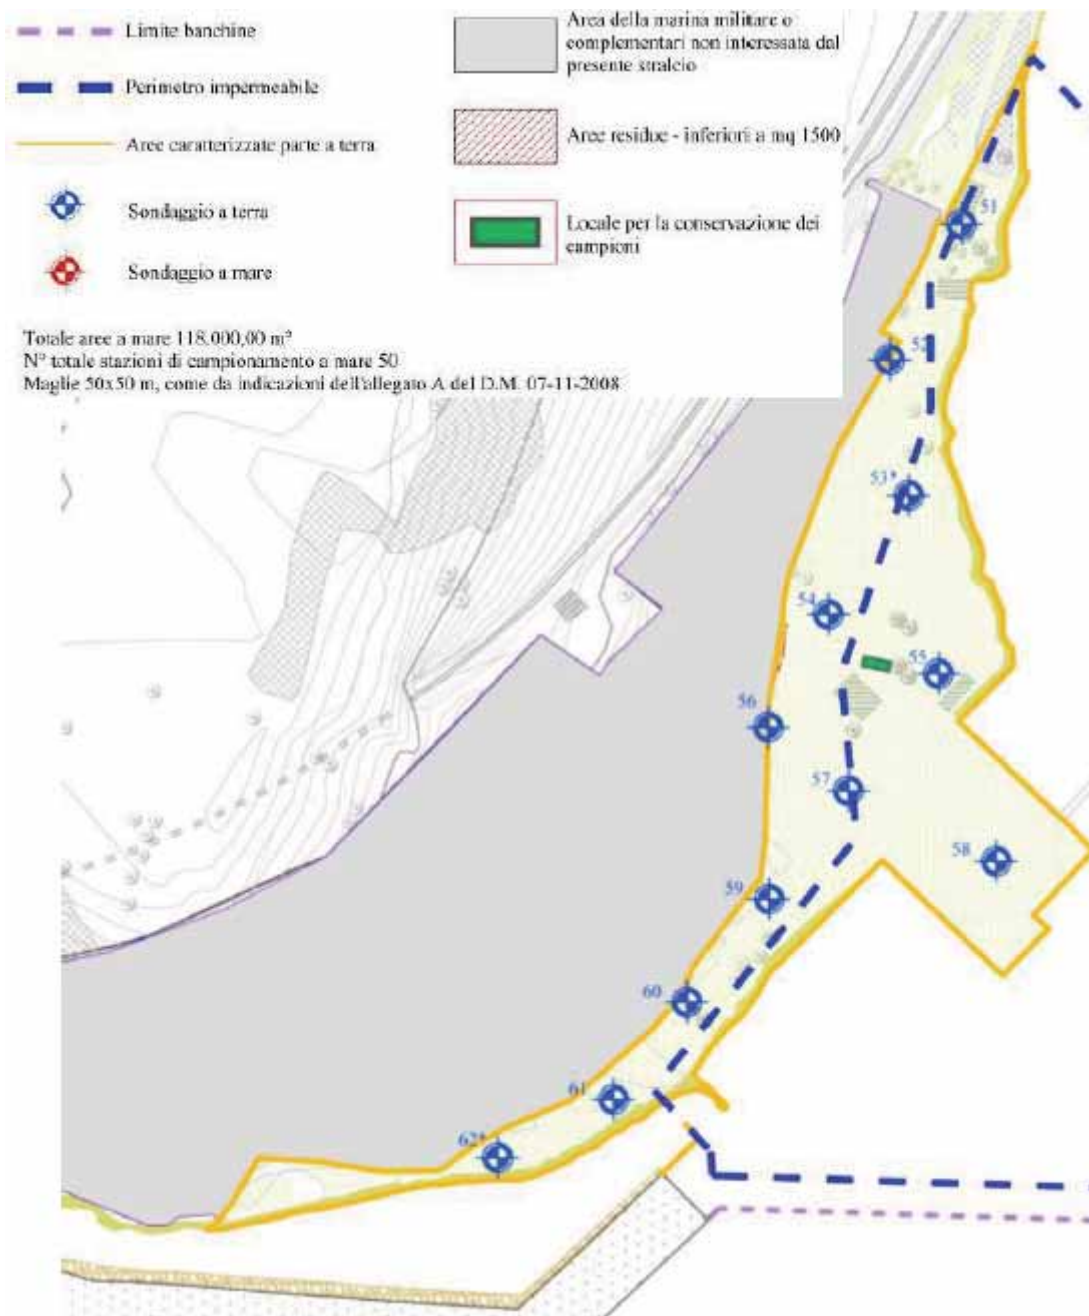 Limite banchine
Perimetro impermeabile
Aree caratterizzate parte a terra
Sondaggio a terra
Sondaggio a mare
Area della marina militare o
complementari non interessata dal
presente stralcio
Aree residue - inferiori a mq 1500
Locale per la conservazione dei
campioni
Totale aree a mare 118.000,00 m²
N° totale stazioni di campionamento a mare 50
Maglie 50x50 m, come da indicazioni dell'allegato A del D.M. 07-11-2008
51
52
53*
54
55
56
57
58
59
60
61
62*